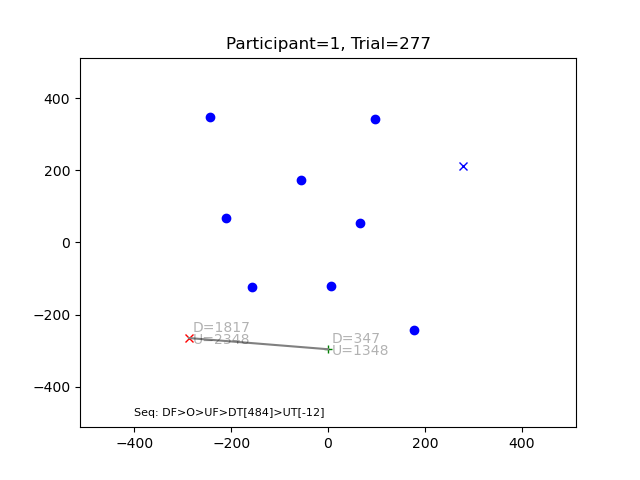 Participant=1, Trial=277
400
200
0
−200
−400
D=1817
U=2348
D=347
U=1348
Seq: DF>O>UF>DT[484]>UT[-12]
−400
−200
0
200
400